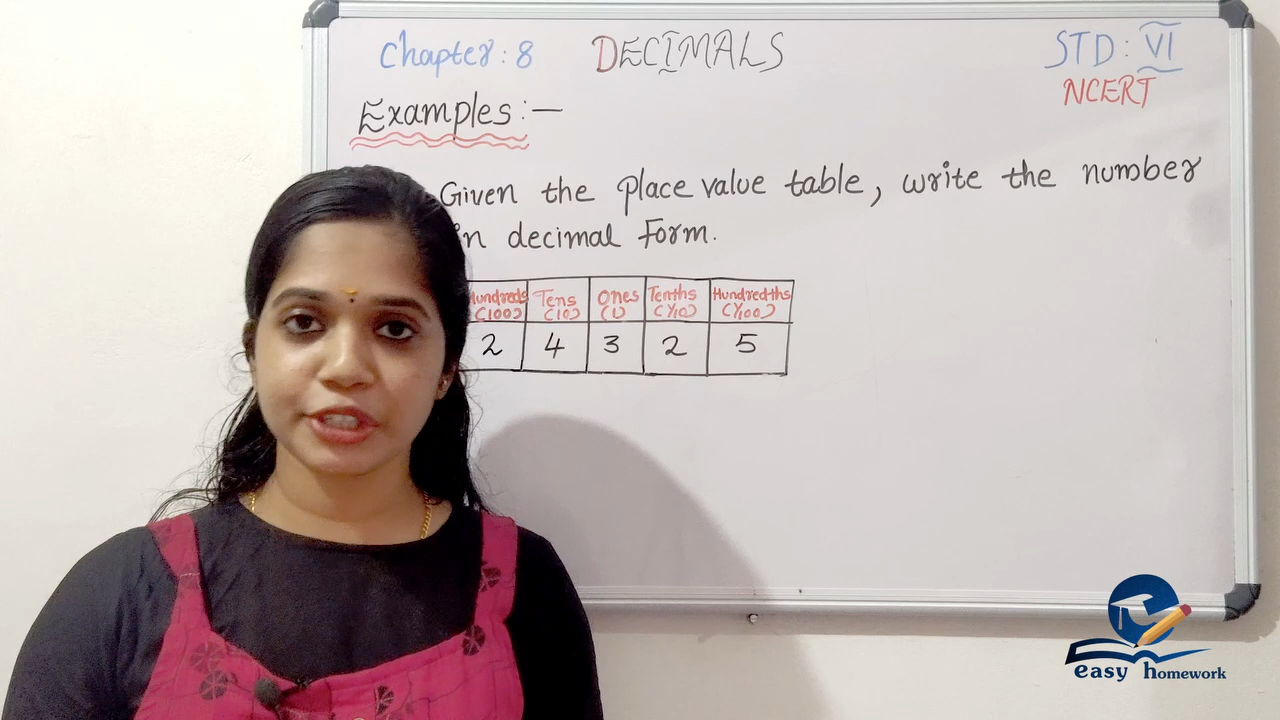 Chapter: 8 DECIMALS STD: VI
NCERT
Examples:—
Given the place value table, write the number
in decimal Form.
Hundreds (100) Tens (10) Ones (1) Tenths (1/10) Hundredths (1/100)
2 4 3 2 5
easy homework